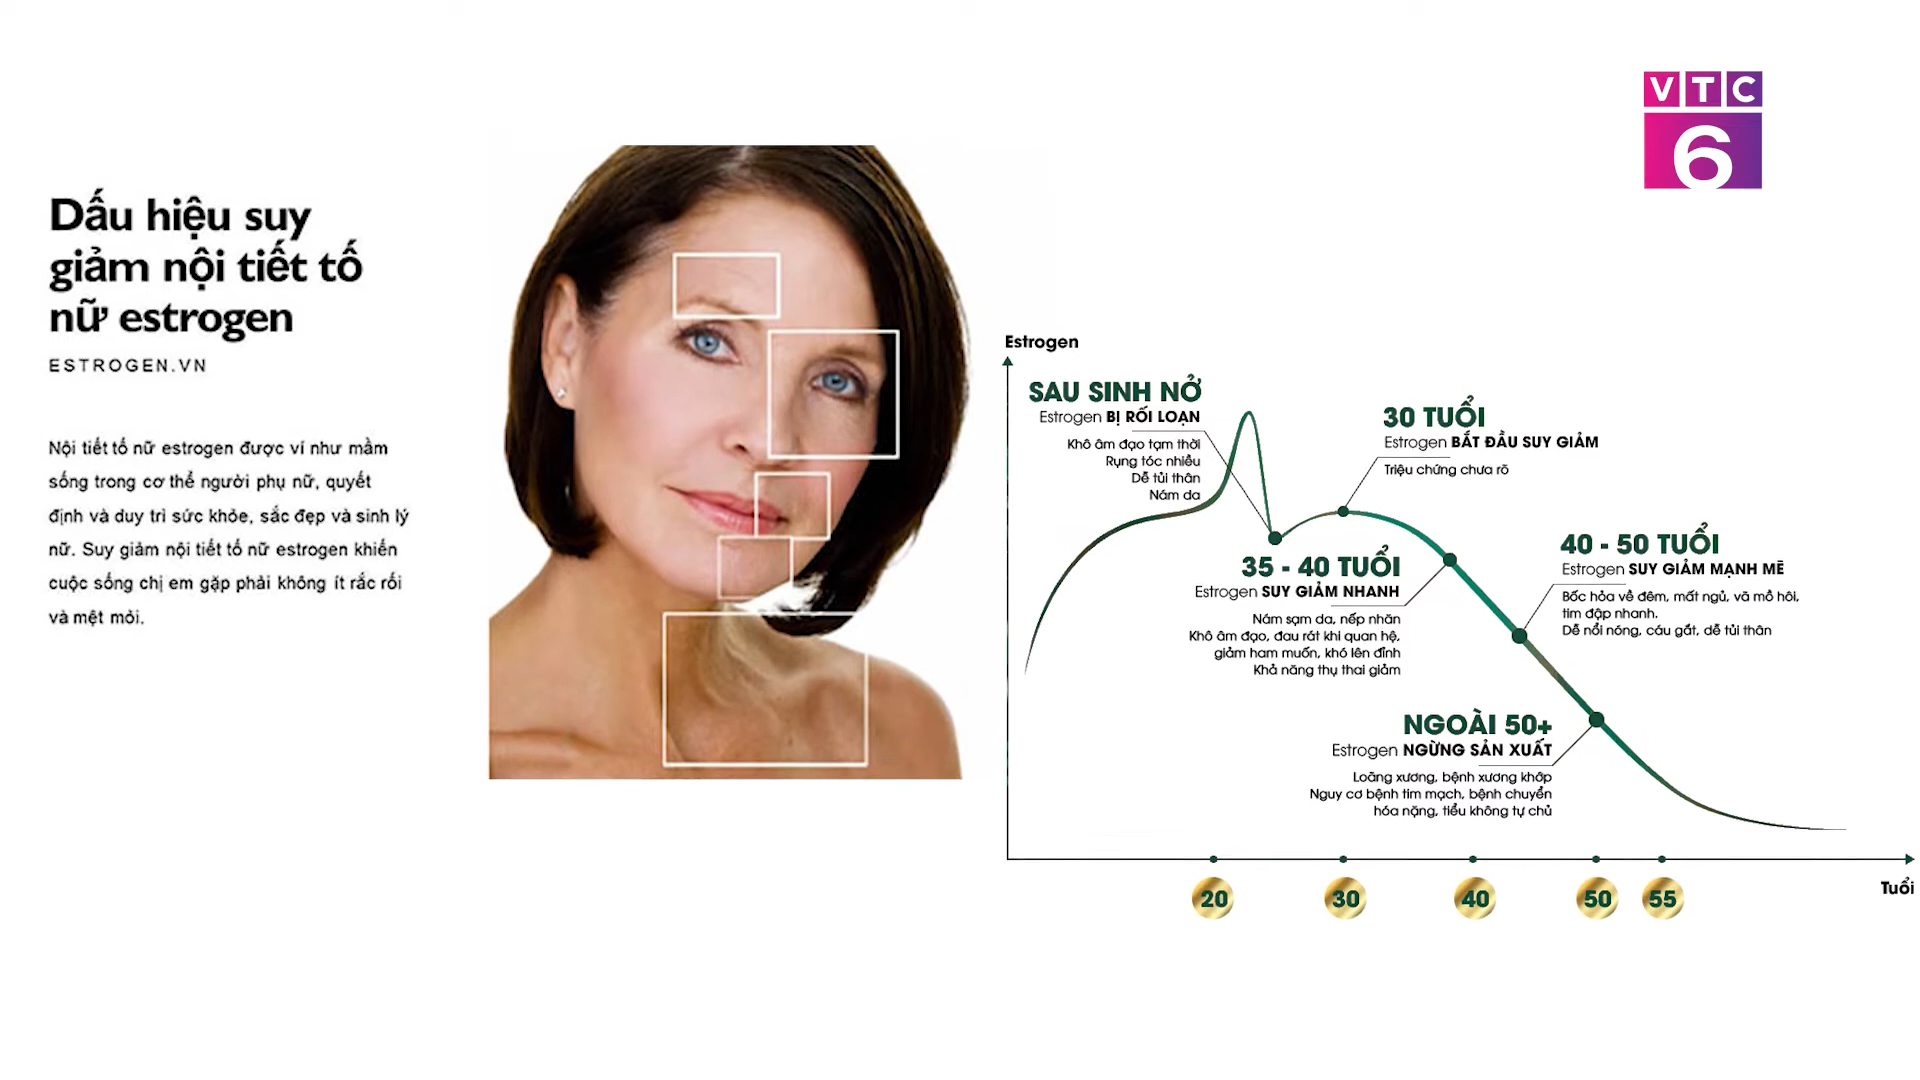 VTC
6
Dấu hiệu suy
giảm nội tiết tố
nữ estrogen
ESTROGEN.VN
Nội tiết tố nữ estrogen được ví như mầm
sống trong cơ thể người phụ nữ, quyết
định và duy trì sức khỏe, sắc đẹp và sinh lý
nữ. Suy giảm nội tiết tố nữ estrogen khiến
cuộc sống chị em gặp phải không ít rắc rối
và mệt mỏi.
Estrogen
SAU SINH NỞ
Estrogen BỊ RỐI LOẠN
Khô âm đạo tạm thời
Rụng tóc nhiều
Dễ tủi thân
Nám da
30 TUỔI
Estrogen BẮT ĐẦU SUY GIẢM
Triệu chứng chưa rõ
35 - 40 TUỔI
Estrogen SUY GIẢM NHANH
Nám sạm da, nếp nhăn
Khô âm đạo, đau rát khi quan hệ,
giảm ham muốn, khó lên đỉnh
Khả năng thụ thai giảm
40 - 50 TUỔI
Estrogen SUY GIẢM MẠNH MẼ
Bốc hỏa về đêm, mất ngủ, vã mồ hôi,
tim đập nhanh.
Dễ nổi nóng, cáu gắt, dễ tủi thân
NGOÀI 50+
Estrogen NGỪNG SẢN XUẤT
Loãng xương, bệnh xương khớp
Nguy cơ bệnh tim mạch, bệnh chuyển
hóa nặng, tiểu không tự chủ
20 30 40 50 55
Tuổi